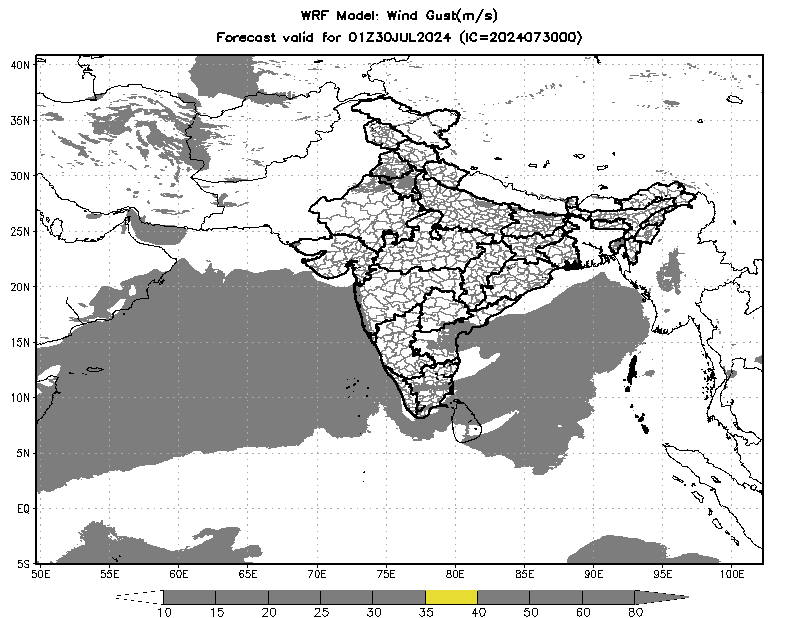 WRF Model: Wind Gust(m/s)
Forecast valid for 01Z30JUL2024 (IC=2024073000)
40N
35N
30N
25N
20N
15N
10N
5N
EQ
5S
50E 55E 60E 65E 70E 75E 80E 85E 90E 95E 100E
10 15 20 25 30 35 40 50 60 80